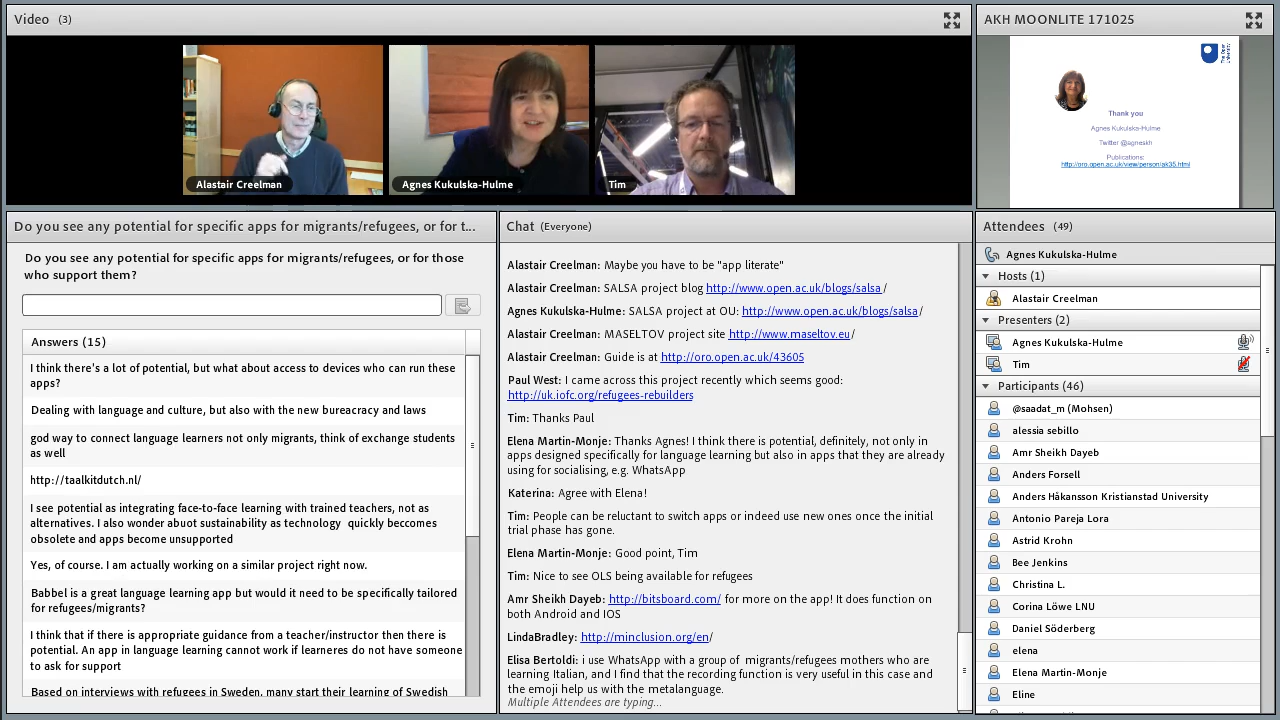 Video (3)
Alastair Creelman
Agnes Kukulska-Hulme
Tim
AKH MOONLITE 171025
The Open
University
Thank you
Agnes Kukulska-Hulme
Twitter @agneskh
Publications:
http://oro.open.ac.uk/view/person/ak35.html
Do you see any potential for specific apps for migrants/refugees, or for t...
Do you see any potential for specific apps for migrants/refugees, or for those
who support them?
Answers (15)
I think there's a lot of potential, but what about access to devices who can run these
apps?
Dealing with language and culture, but also with the new bureacracy and laws
god way to connect language learners not only migrants, think of exchange students
as well
http://taalkitdutch.nl/
I see potential as integrating face-to-face learning with trained teachers, not as
alternatives. I also wonder abuot sustainability as technology  quickly beccomes
obsolete and apps become unsupported
Yes, of course. I am actually working on a similar project right now.
Babbel is a great language learning app but would it need to be specifically tailored
for refugees/migrants?
I think that if there is appropriate guidance from a teacher/instructor then there is
potential. An app in language learning cannot work if learneres do not have someone
to ask for support
Based on interviews with refugees in Sweden, many start their learning of Swedish
Chat (Everyone)
Alastair Creelman: Maybe you have to be "app literate"
Alastair Creelman: SALSA project blog http://www.open.ac.uk/blogs/salsa /
Agnes Kukulska-Hulme: SALSA project at OU: http://www.open.ac.uk/blogs/salsa/
Alastair Creelman: MASELTOV project site http://www.maseltov.eu/
Alastair Creelman: Guide is at http://oro.open.ac.uk/43605
Paul West: I came across this project recently which seems good:
http://uk.iofc.org/refugees-rebuilders
Tim: Thanks Paul
Elena Martin-Monje: Thanks Agnes! I think there is potential, definitely, not only in
apps designed specifically for language learning but also in apps that they are already
using for socialising, e.g. WhatsApp
Katerina: Agree with Elena!
Tim: People can be reluctant to switch apps or indeed use new ones once the initial
trial phase has gone.
Elena Martin-Monje: Good point, Tim
Tim: Nice to see OLS being available for refugees
Amr Sheikh Dayeb: http://bitsboard.com/ for more on the app! It does function on
both Android and IOS
LindaBradley: http://minclusion.org/en/
Elisa Bertoldi: i use WhatsApp with a group of  migrants/refugees mothers who are
learning Italian, and I find that the recording function is very useful in this case and
the emoji help us with the metalanguage.
Multiple Attendees are typing...
Attendees (49)
Agnes Kukulska-Hulme
Hosts (1)
Alastair Creelman
Presenters (2)
Agnes Kukulska-Hulme
Tim
Participants (46)
@saadat_m (Mohsen)
alessia sebillo
Amr Sheikh Dayeb
Anders Forsell
Anders Håkansson Kristianstad University
Antonio Pareja Lora
Astrid Krohn
Bee Jenkins
Christina L.
Corina Löwe LNU
Daniel Söderberg
elena
Elena Martin-Monje
Eline